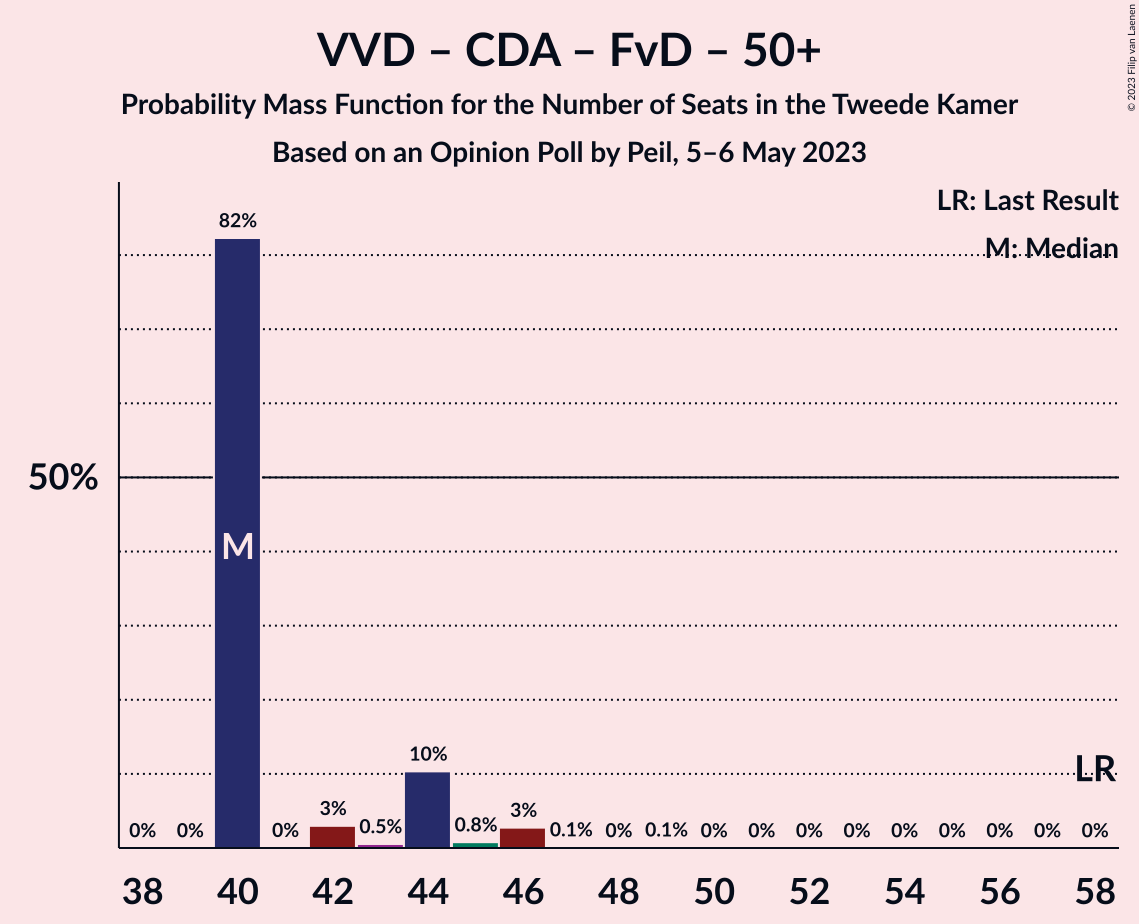 VVD – CDA – FvD – 50+
Probability Mass Function for the Number of Seats in the Tweede Kamer
Based on an Opinion Poll by Peil, 5–6 May 2023
© 2023 Filip van Laenen
LR: Last Result
M: Median
50%
0% 0% 82% 0% 3% 0.5% 10% 0.8% 3% 0.1% 0% 0.1% 0% 0% 0% 0% 0% 0% 0% 0% 0%
M
LR
38 40 42 44 46 48 50 52 54 56 58